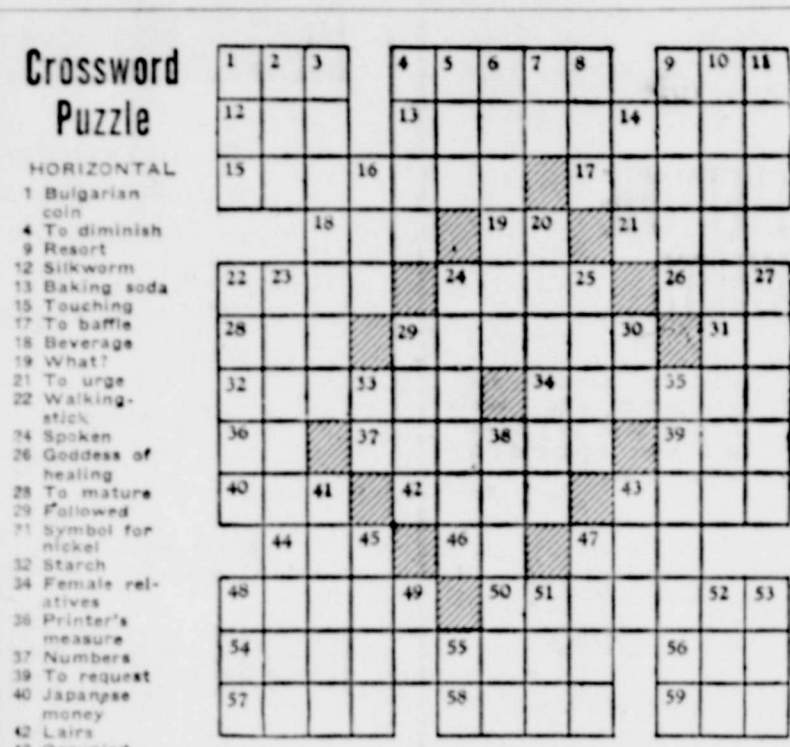 Crossword
Puzzle
HORIZONTAL
1 Bulgarian
coin
4 To diminish
9 Resort
12 Silkworm
13 Baking soda
15 Touching
17 To baffle
18 Beverage
19 What?
21 To urge
22 Walking-
stick
24 Spoken
26 Goddess of
healing
28 To mature
29 Followed
31 Symbol for
nickel
32 Starch
34 Female rel-
atives
36 Printer's
measure
37 Numbers
39 To request
40 Japanese
money
42 Lairs
1 2 3 4 5 6 7 8 9 10 11
12 13 14
15 16 17
18 19 20 21
22 23 24 25 26 27
28 29 30 31
32 33 34 35
36 37 38 39
40 41 42 43
44 45 46 47
48 49 50 51 52 53
54 55 56
57 58 59